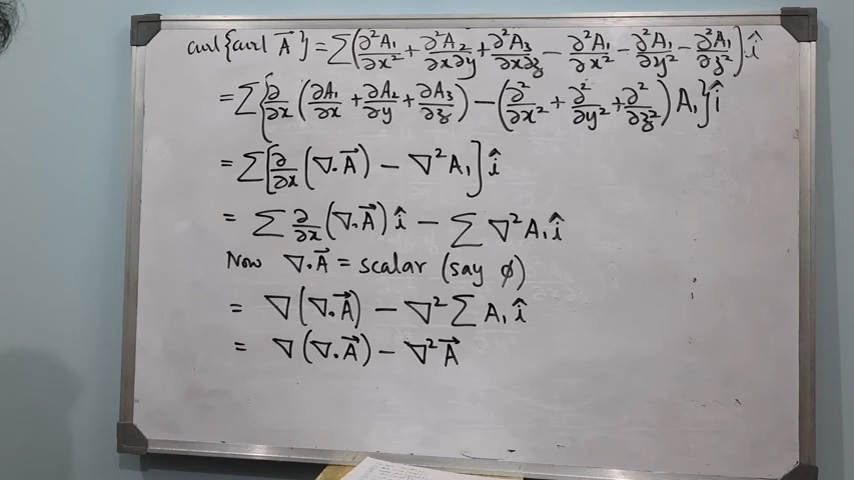 curl{curl A⃗} = ∑(∂²A₁/∂x² + ∂²A₂/∂x∂y + ∂²A₃/∂x∂z − ∂²A₁/∂x² − ∂²A₁/∂y² − ∂²A₁/∂z²) î
= ∑{∂/∂x (∂A₁/∂x + ∂A₂/∂y + ∂A₃/∂z) − (∂²/∂x² + ∂²/∂y² + ∂²/∂z²) A₁} î
= ∑[∂/∂x (∇.A⃗) − ∇²A₁] î
= ∑ ∂/∂x (∇.A⃗) î − ∑ ∇²A₁ î
Now ∇.A⃗ = scalar (say φ)
= ∇(∇.A⃗) − ∇² ∑ A₁ î
= ∇(∇.A⃗) − ∇²A⃗